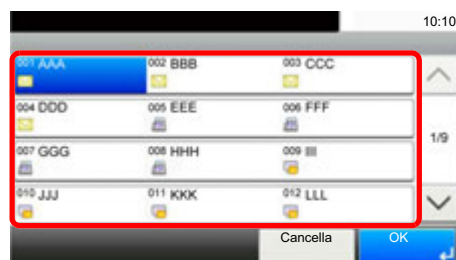 10:10
001 AAA 002 BBB 003 CCC
004 DDD 005 EEE 006 FFF
1/9
007 GGG 008 HHH 009 III
010 JJJ 011 KKK 012 LLL
Cancella OK